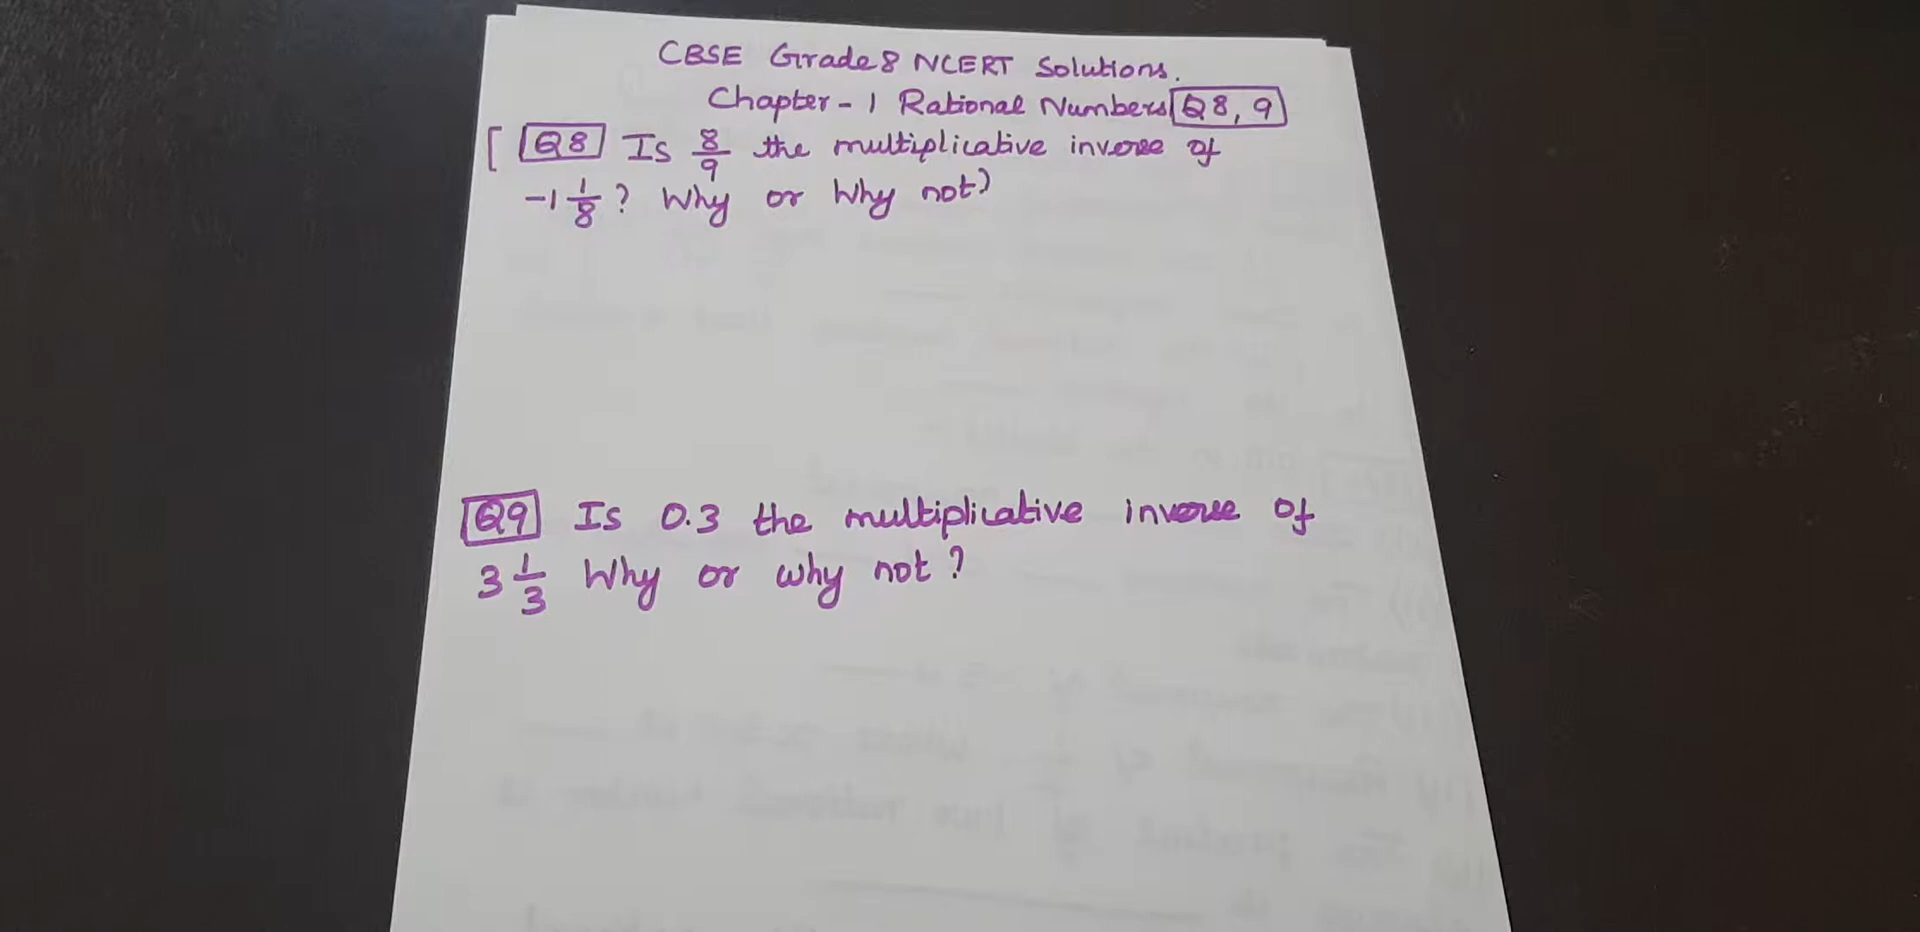 CBSE Grade 8 NCERT Solutions.
Chapter - 1 Rational Numbers Q8, 9
[ Q8 Is 8/9 the multiplicative inverse of
-1 1/8 ? Why or Why not?
Q9 Is 0.3 the multiplicative inverse of
3 1/3 Why or why not ?